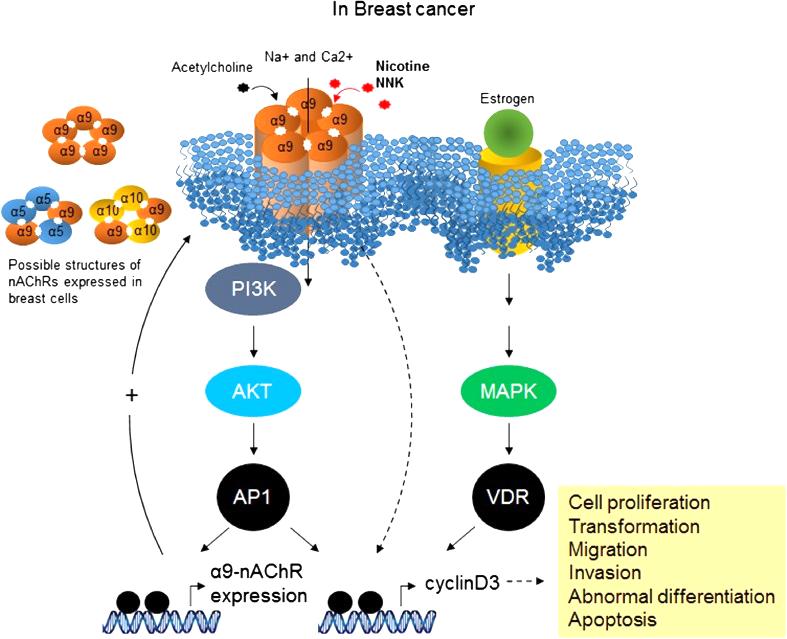 In Breast cancer
Na+ and Ca2+
Acetylcholine
Nicotine
NNK
Estrogen
α9
α9
α9
α9
α9
α9
α9
α9
α9
α9
α5
α5
α9
α9
α5
α10
α10
α9
α9
α10
Possible structures of
nAChRs expressed in
breast cells
PI3K
+
AKT
MAPK
AP1
VDR
α9-nAChR
expression
cyclinD3
Cell proliferation
Transformation
Migration
Invasion
Abnormal differentiation
Apoptosis